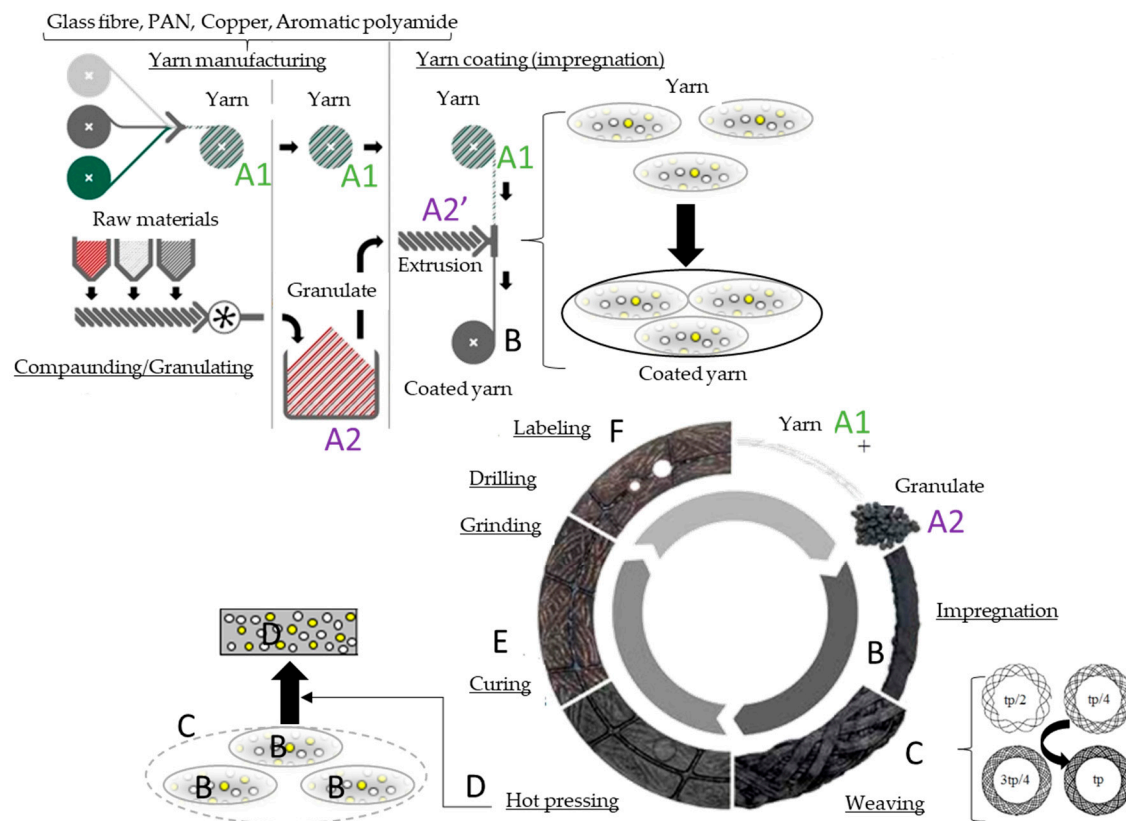 Glass fibre, PAN, Copper, Aromatic polyamide
Yarn manufacturing
Yarn coating (impregnation)
Yarn
Yarn
Yarn
Yarn
A1
A1
A1
Raw materials
A2’
Extrusion
Granulate
B
Compaunding/Granulating
Coated yarn
Coated yarn
A2
Labeling
F
Yarn
A1
+
Drilling
Granulate
A2
Grinding
Impregnation
D
E
B
Curing
tp/2
tp/4
C
B
C
B
B
3tp/4
tp
D
Hot pressing
Weaving